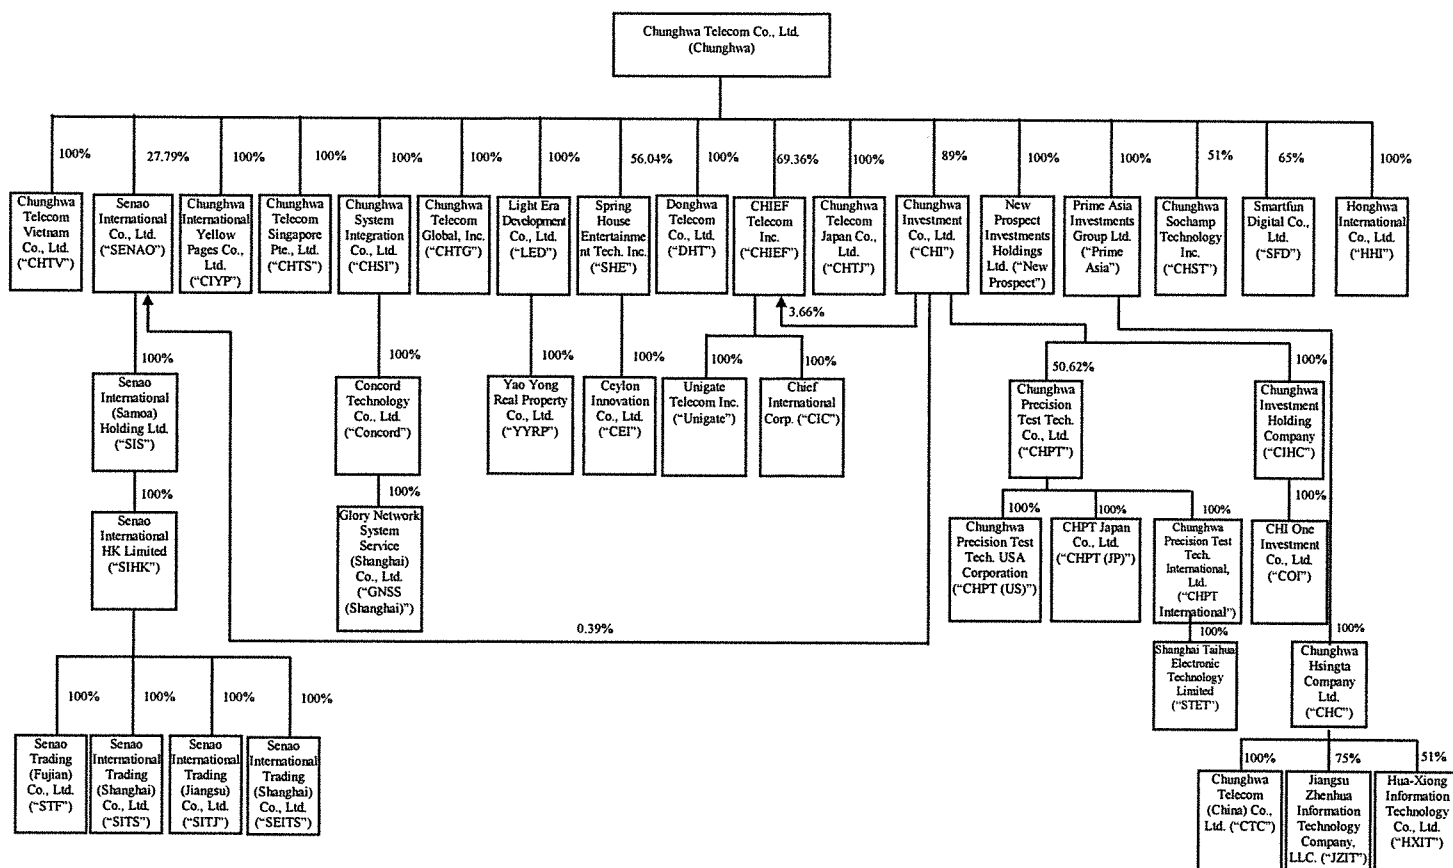 Chunghwa Telecom Co., Ltd.
(Chunghwa)
100%
27.79%
100%
100%
100%
100%
100%
56.04%
100%
69.36%
100%
89%
100%
100%
51%
65%
100%
Chunghwa
Telecom
Vietnam
Co., Ltd.
("CHTV")
Senao
International
Co., Ltd.
("SENAO")
Chunghwa
International
Yellow
Pages Co.,
Ltd.
("CIYP")
Chunghwa
Telecom
Singapore
Pte., Ltd.
("CHTS")
Chunghwa
System
Integration
Co., Ltd.
("CHSI")
Chunghwa
Telecom
Global, Inc.
("CHTG")
Light Era
Development
Co., Ltd.
("LED")
Spring
House
Entertainme
nt Tech. Inc.
("SHE")
Donghwa
Telecom
Co., Ltd.
("DHT")
CHIEF
Telecom
Inc.
("CHIEF")
Chunghwa
Telecom
Japan Co.,
Ltd.
("CHTJ")
Chunghwa
Investment
Co., Ltd.
("CHI")
New
Prospect
Investments
Holdings
Ltd. ("New
Prospect")
Prime Asia
Investments
Group Ltd.
("Prime
Asia")
Chunghwa
Sochamp
Technology
Inc.
("CHST")
Smartfun
Digital Co.,
Ltd.
("SFD")
Honghwa
International
Co., Ltd.
("HHI")
3.66%
100%
100%
100%
100%
100%
100%
50.62%
100%
Senao
International
(Samoa)
Holding Ltd.
("SIS")
Concord
Technology
Co., Ltd.
("Concord")
Yao Yong
Real Property
Co., Ltd.
("YYRP")
Ceylon
Innovation
Co., Ltd.
("CEI")
Unigate
Telecom Inc.
("Unigate")
Chief
International
Corp. ("CIC")
Chunghwa
Precision
Test Tech.
Co., Ltd.
("CHPT")
Chunghwa
Investment
Holding
Company
("CIHC")
100%
100%
100%
100%
100%
100%
Senao
International
HK Limited
("SIHK")
Glory Network
System
Service
(Shanghai)
Co., Ltd.
("GNSS
(Shanghai)")
Chunghwa
Precision Test
Tech. USA
Corporation
("CHPT (US)")
CHPT Japan
Co., Ltd.
("CHPT (JP)")
Chunghwa
Precision Test
Tech.
International,
Ltd.
("CHPT
International")
CHI One
Investment
Co., Ltd.
("COI")
0.39%
100%
100%
Shanghai Taihua
Electronic
Technology
Limited
("STET")
Chunghwa
Hsingta
Company
Ltd.
("CHC")
100%
100%
100%
100%
Senao
Trading
(Fujian)
Co., Ltd.
("STF")
Senao
International
Trading
(Shanghai)
Co., Ltd.
("SITS")
Senao
International
Trading
(Jiangsu)
Co., Ltd.
("SITJ")
Senao
International
Trading
(Shanghai)
Co., Ltd.
("SEITS")
100%
75%
51%
Chunghwa
Telecom
(China) Co.,
Ltd. ("CTC")
Jiangsu
Zhenhua
Information
Technology
Company,
LLC. ("JZIT")
Hua-Xiong
Information
Technology
Co., Ltd.
("HXIT")